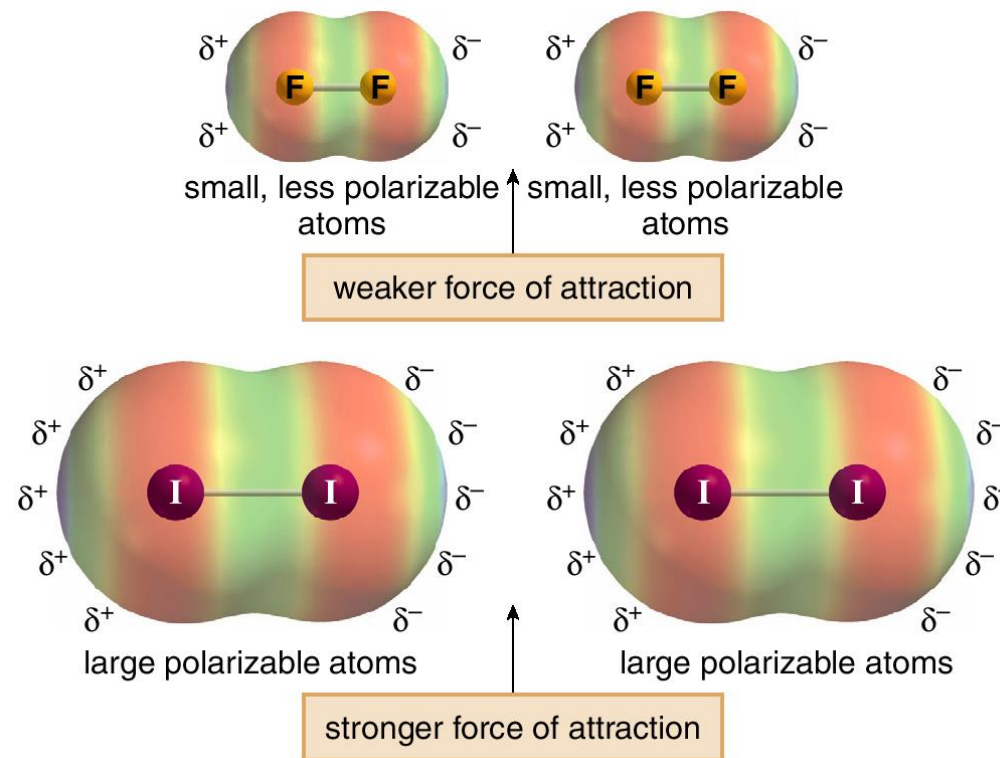 δ+ δ− δ+ δ−
F F F F
δ+ δ− δ+ δ−
small, less polarizable small, less polarizable
atoms atoms
weaker force of attraction
δ+ δ− δ+ δ−
δ+ δ− δ+ δ−
δ+ I I δ− δ+ I I
δ+ δ− δ+ δ−
δ+ δ− δ+ δ−
large polarizable atoms large polarizable atoms
stronger force of attraction